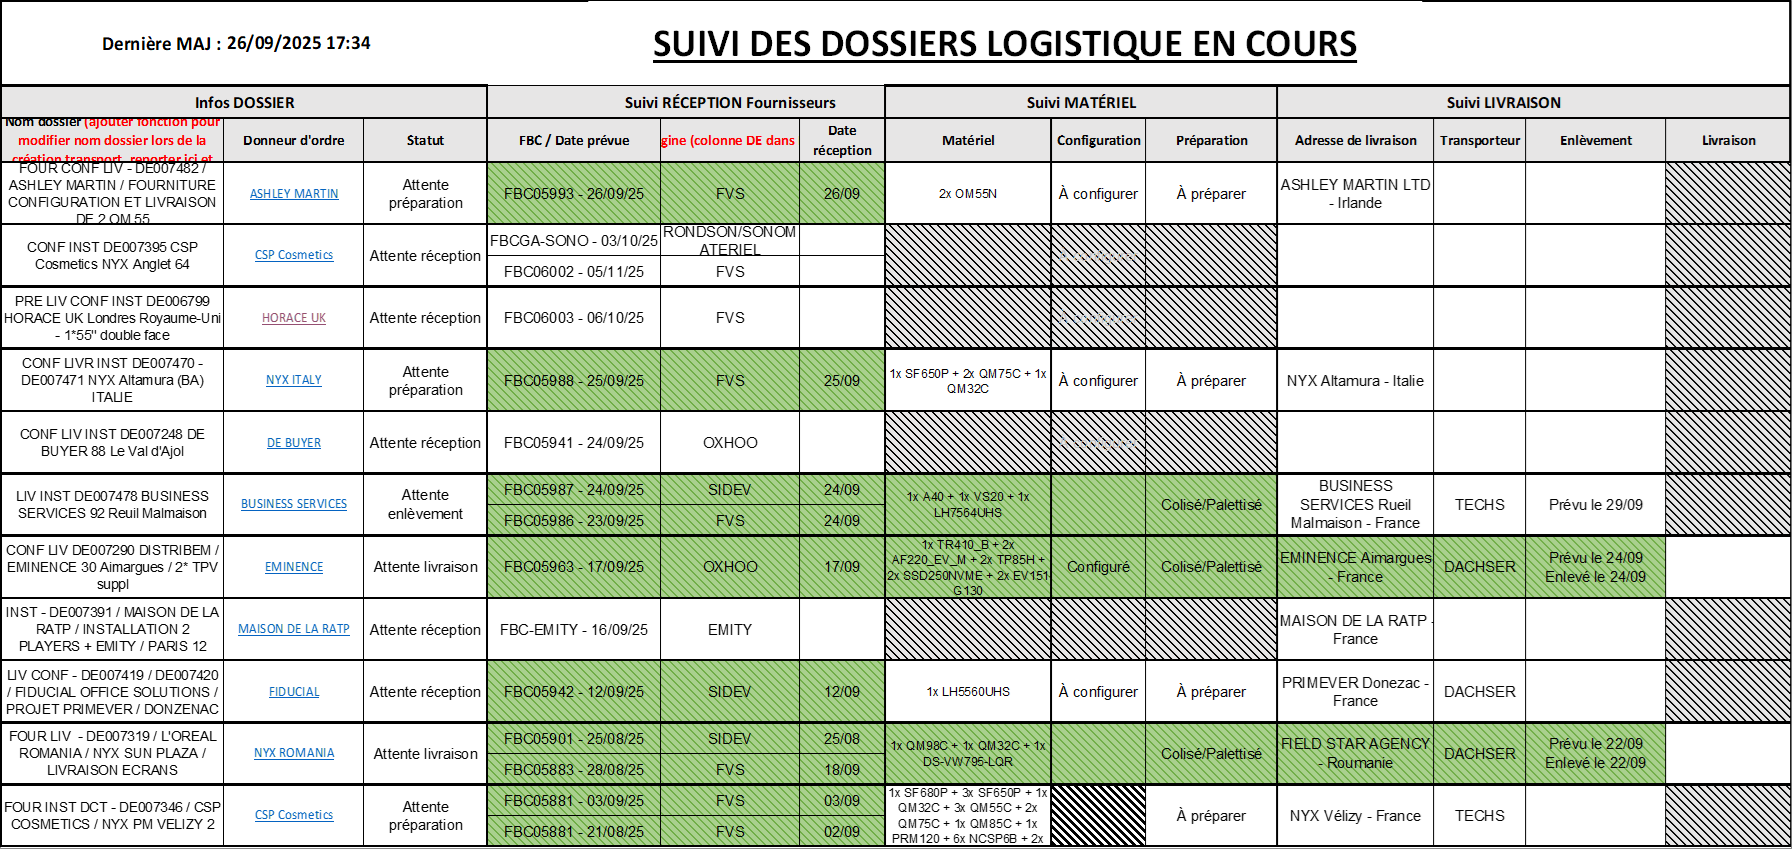 Dernière MAJ : 26/09/2025 17:34
SUIVI DES DOSSIERS LOGISTIQUE EN COURS
Infos DOSSIER
Suivi RÉCEPTION Fournisseurs
Suivi MATÉRIEL
Suivi LIVRAISON
Nom dossier (ajouter fonction pour
modifier nom dossier lors de la
création transport, reporter ici et
Donneur d'ordre
Statut
FBC / Date prévue
gine (colonne DE dans
Date
réception
Matériel
Configuration
Préparation
Adresse de livraison
Transporteur
Enlèvement
Livraison
FOUR CONF LIV - DE007482 /
ASHLEY MARTIN / FOURNITURE
CONFIGURATION ET LIVRAISON
DE 2 OM 55
ASHLEY MARTIN
Attente
préparation
FBC05993 - 26/09/25
FVS
26/09
2x OM55N
À configurer
À préparer
ASHLEY MARTIN LTD
- Irlande
CONF INST DE007395 CSP
Cosmetics NYX Anglet 64
CSP Cosmetics
Attente réception
FBCGA-SONO - 03/10/25
RONDSON/SONOM
ATERIEL
FBC06002 - 05/11/25
FVS
PRE LIV CONF INST DE006799
HORACE UK Londres Royaume-Uni
- 1*55" double face
HORACE UK
Attente réception
FBC06003 - 06/10/25
FVS
CONF LIVR INST DE007470 -
DE007471 NYX Altamura (BA)
ITALIE
NYX ITALY
Attente
préparation
FBC05988 - 25/09/25
FVS
25/09
1x SF650P + 2x QM75C + 1x
QM32C
À configurer
À préparer
NYX Altamura - Italie
CONF LIV INST DE007248 DE
BUYER 88 Le Val d'Ajol
DE BUYER
Attente réception
FBC05941 - 24/09/25
OXHOO
LIV INST DE007478 BUSINESS
SERVICES 92 Reuil Malmaison
BUSINESS SERVICES
Attente
enlèvement
FBC05987 - 24/09/25
SIDEV
24/09
FBC05986 - 23/09/25
FVS
24/09
1x A40 + 1x VS20 + 1x
LH7564UHS
Colisé/Palettisé
BUSINESS
SERVICES Rueil
Malmaison - France
TECHS
Prévu le 29/09
CONF LIV DE007290 DISTRIBEM /
EMINENCE 30 Aimargues / 2* TPV
suppl
EMINENCE
Attente livraison
FBC05963 - 17/09/25
OXHOO
17/09
1x TR410_B + 2x
AF220_EV_M + 2x TP85H +
2x SSD250NVME + 2x EV151
G130
Configuré
Colisé/Palettisé
EMINENCE Aimargues
- France
DACHSER
Prévu le 24/09
Enlevé le 24/09
INST - DE007391 / MAISON DE LA
RATP / INSTALLATION 2
PLAYERS + EMITY / PARIS 12
MAISON DE LA RATP
Attente réception
FBC-EMITY - 16/09/25
EMITY
MAISON DE LA RATP -
France
LIV CONF - DE007419 / DE007420
/ FIDUCIAL OFFICE SOLUTIONS /
PROJET PRIMEVER / DONZENAC
FIDUCIAL
Attente réception
FBC05942 - 12/09/25
SIDEV
12/09
1x LH5560UHS
À configurer
À préparer
PRIMEVER Donezac -
France
DACHSER
FOUR LIV - DE007319 / L'OREAL
ROMANIA / NYX SUN PLAZA /
LIVRAISON ECRANS
NYX ROMANIA
Attente livraison
FBC05901 - 25/08/25
SIDEV
25/08
FBC05883 - 28/08/25
FVS
18/09
1x QM98C + 1x QM32C + 1x
DS-VW795-LQR
Colisé/Palettisé
FIELD STAR AGENCY
- Roumanie
DACHSER
Prévu le 22/09
Enlevé le 22/09
FOUR INST DCT - DE007346 / CSP
COSMETICS / NYX PM VELIZY 2
CSP Cosmetics
Attente
préparation
FBC05881 - 03/09/25
FVS
03/09
FBC05881 - 21/08/25
FVS
02/09
1x SF680P + 3x SF650P + 1x
QM32C + 3x QM55C + 2x
QM75C + 1x QM85C + 1x
PRM120 + 6x NCSP6B + 2x
À préparer
NYX Vélizy - France
TECHS